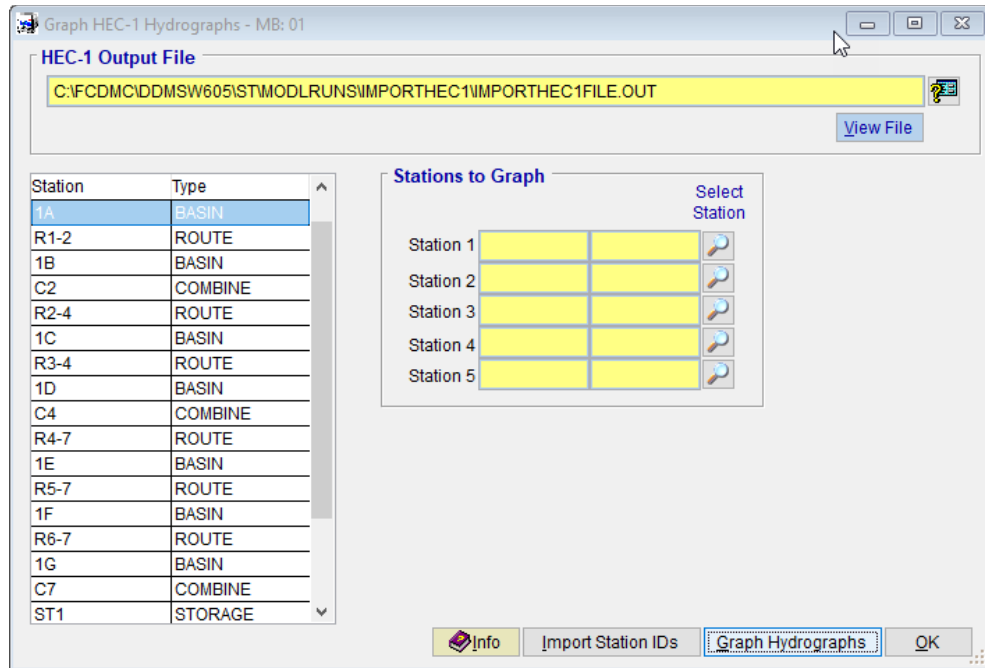 Graph HEC-1 Hydrographs - MB: 01
HEC-1 Output File
C:\FCDMC\DDMSW605\ST\MODLRUNS\IMPORTHEC1\IMPORTHEC1FILE.OUT
View File
Station Type
1A BASIN
R1-2 ROUTE
1B BASIN
C2 COMBINE
R2-4 ROUTE
1C BASIN
R3-4 ROUTE
1D BASIN
C4 COMBINE
R4-7 ROUTE
1E BASIN
R5-7 ROUTE
1F BASIN
R6-7 ROUTE
1G BASIN
C7 COMBINE
ST1 STORAGE
Stations to Graph
Select
Station
Station 1
Station 2
Station 3
Station 4
Station 5
Info Import Station IDs Graph Hydrographs OK